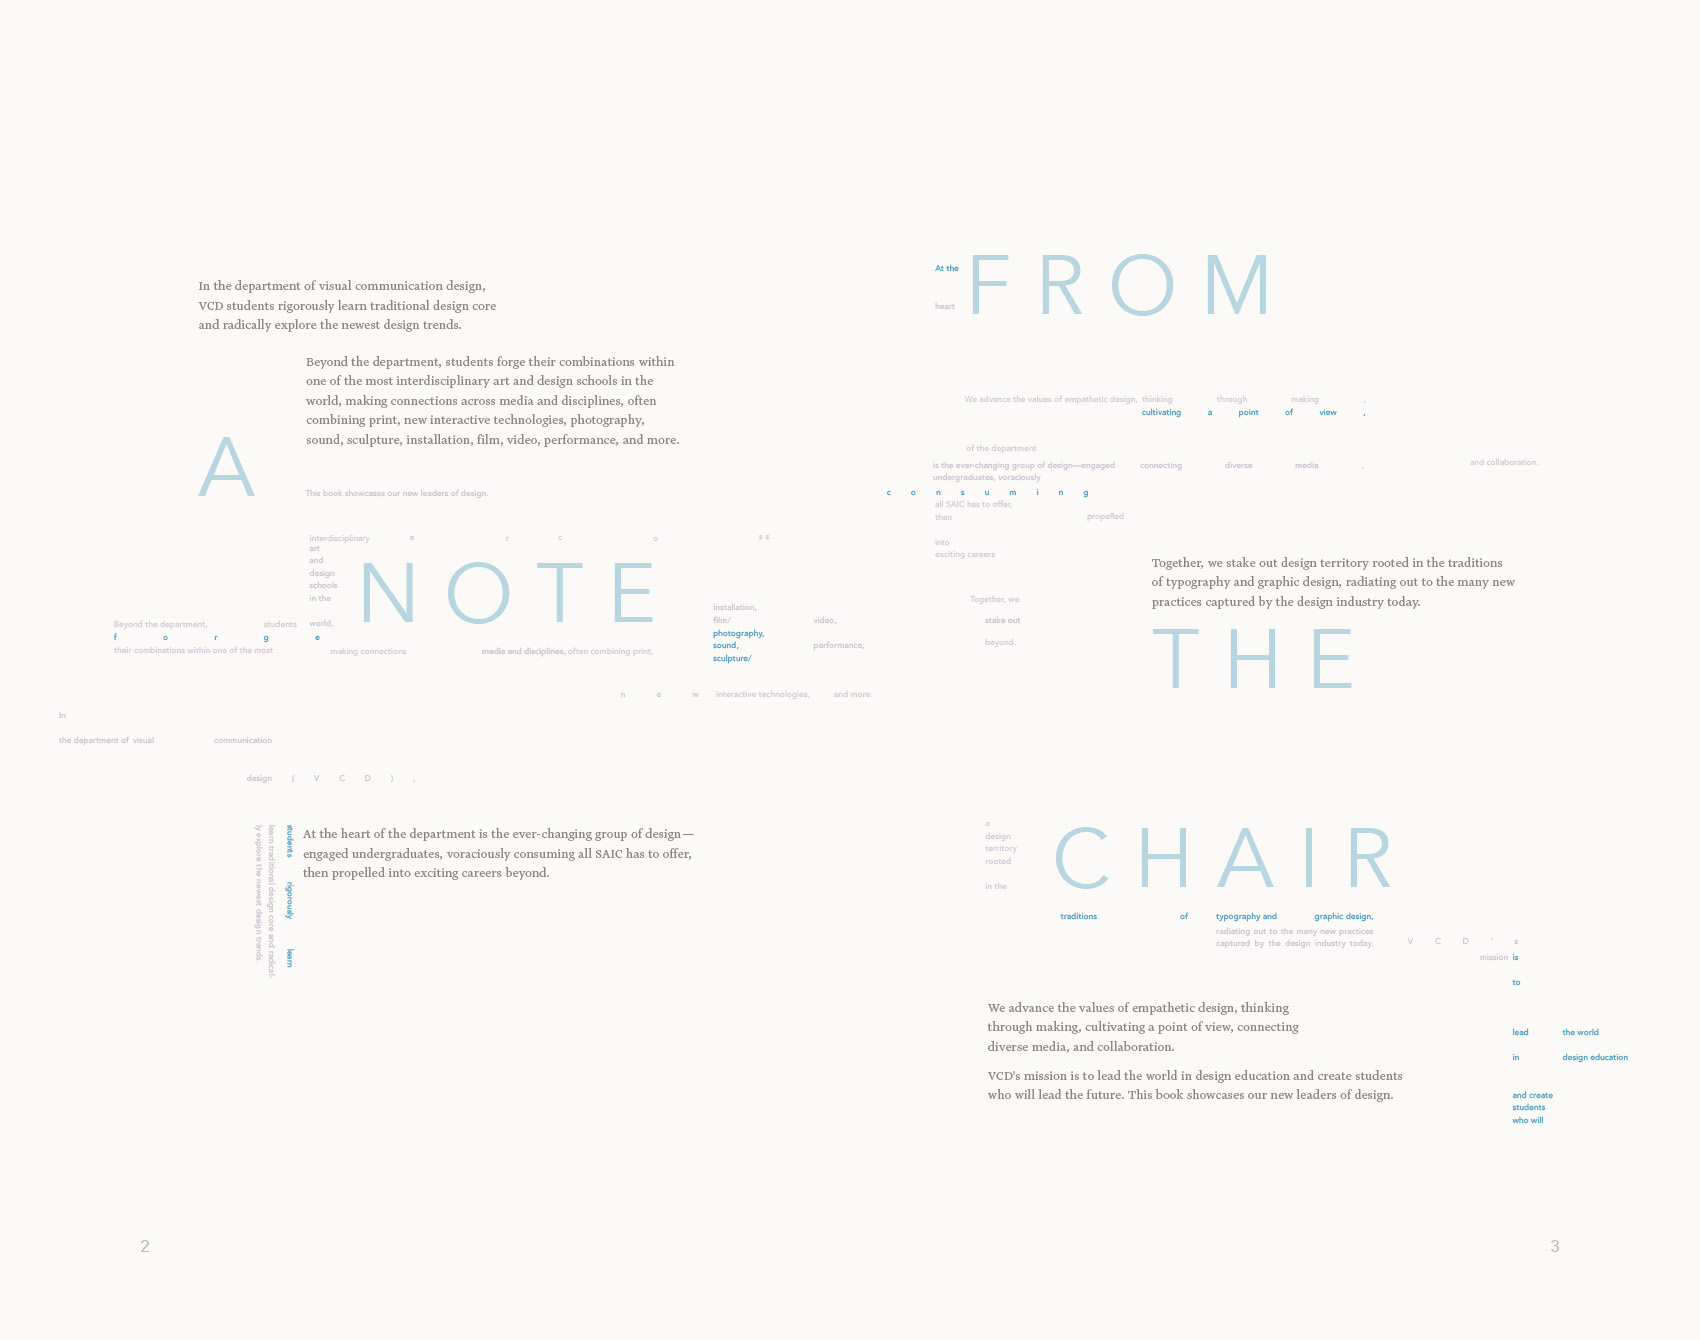 In the department of visual communication design,
VCD students rigorously learn traditional design core
and radically explore the newest design trends.
Beyond the department, students forge their combinations within
one of the most interdisciplinary art and design schools in the
world, making connections across media and disciplines, often
combining print, new interactive technologies, photography,
sound, sculpture, installation, film, video, performance, and more.
A
This book showcases our new leaders of design.
interdisciplinary a r c o s s
art
and
design
schools
in the
world,
NOTE
Beyond the department, students
f o r g e
their combinations within one of the most
making connections media and disciplines, often combining print,
installation,
film/ video,
photography,
sound, performance,
sculpture/
n e w interactive technologies, and more.
In
the department of visual communication
design ( V C D ) ,
students rigorously learn
learn traditional design core and radical-
ly explore the newest design trends.
At the heart of the department is the ever-changing group of design—
engaged undergraduates, voraciously consuming all SAIC has to offer,
then propelled into exciting careers beyond.
2
At the
heart
FROM
We advance the values of empathetic design, thinking through making ,
cultivating a point of view ,
of the department
is the ever-changing group of design—engaged connecting diverse media , and collaboration.
undergraduates, voraciously
c o n s u m i n g
all SAIC has to offer,
then propelled
into
exciting careers
Together, we
stake out
beyond.
Together, we stake out design territory rooted in the traditions
of typography and graphic design, radiating out to the many new
practices captured by the design industry today.
THE
a
design
territory
rooted
in the
CHAIR
traditions of typography and graphic design,
radiating out to the many new practices
captured by the design industry today.
V C D ' s
mission is
to
lead the world
in design education
and create
students
who will
We advance the values of empathetic design, thinking
through making, cultivating a point of view, connecting
diverse media, and collaboration.
VCD's mission is to lead the world in design education and create students
who will lead the future. This book showcases our new leaders of design.
3